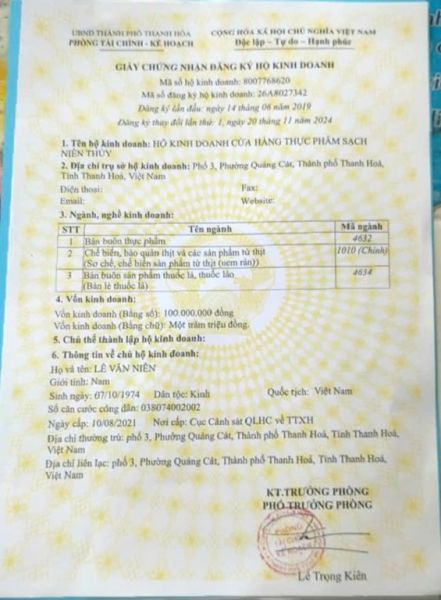 UBND THÀNH PHỐ THANH HÓA
PHÒNG TÀI CHÍNH - KẾ HOẠCH
CỘNG HÒA XÃ HỘI CHỦ NGHĨA VIỆT NAM
Độc lập - Tự do - Hạnh phúc
GIẤY CHỨNG NHẬN ĐĂNG KÝ HỘ KINH DOANH
Mã số hộ kinh doanh: 8007768620
Mã số đăng ký hộ kinh doanh: 26A8027342
Đăng ký lần đầu: ngày 14 tháng 06 năm 2019
Đăng ký thay đổi lần thứ: 1, ngày 20 tháng 11 năm 2024
1. Tên hộ kinh doanh: HỘ KINH DOANH CỬA HÀNG THỰC PHẨM SẠCH
NIÊN THỦY
2. Địa chỉ trụ sở hộ kinh doanh: Phố 3, Phường Quảng Cát, Thành phố Thanh Hoá,
Tỉnh Thanh Hoá, Việt Nam
Điện thoại: Fax:
Email: Website:
3. Ngành, nghề kinh doanh:
STT Tên ngành Mã ngành
1 Bán buôn thực phẩm 4632
2 Chế biến, bảo quản thịt và các sản phẩm từ thịt 1010 (Chính)
(Sơ chế, chế biến sản phẩm từ thịt (nem rán))
3 Bán buôn sản phẩm thuốc lá, thuốc lào 4634
(Bán lẻ thuốc lá)
4. Vốn kinh doanh:
Vốn kinh doanh (Bằng số): 100.000.000 đồng
Vốn kinh doanh (Bằng chữ): Một trăm triệu đồng.
5. Chủ thể thành lập hộ kinh doanh:
6. Thông tin về chủ hộ kinh doanh:
Họ và tên: LÊ VĂN NIÊN
Giới tính: Nam
Sinh ngày: 07/10/1974 Dân tộc: Kinh Quốc tịch: Việt Nam
Số căn cước công dân: 038074002002
Ngày cấp: 10/08/2021 Nơi cấp: Cục Cảnh sát QLHC về TTXH
Địa chỉ thường trú: phố 3, Phường Quảng Cát, Thành phố Thanh Hoá, Tỉnh Thanh Hoá,
Việt Nam
Địa chỉ liên lạc: phố 3, Phường Quảng Cát, Thành phố Thanh Hoá, Tỉnh Thanh Hoá,
Việt Nam
KT.TRƯỞNG PHÒNG
PHÓ TRƯỞNG PHÒNG
PHÒNG
TÀI CHÍNH
KẾ HOẠCH
Lê Trọng Kiên